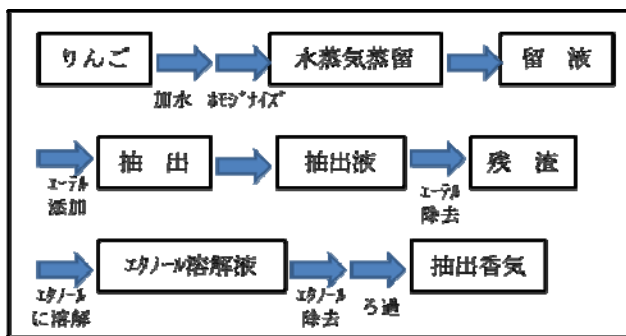 りんご 水蒸気蒸留 留 液
加水 ホモジナイズ
抽 出 抽出液 残 渣
エーテル
添加
エーテル
除去
エタノール溶解液 抽出香気
エタノール
に溶解
エタノール
除去
ろ過